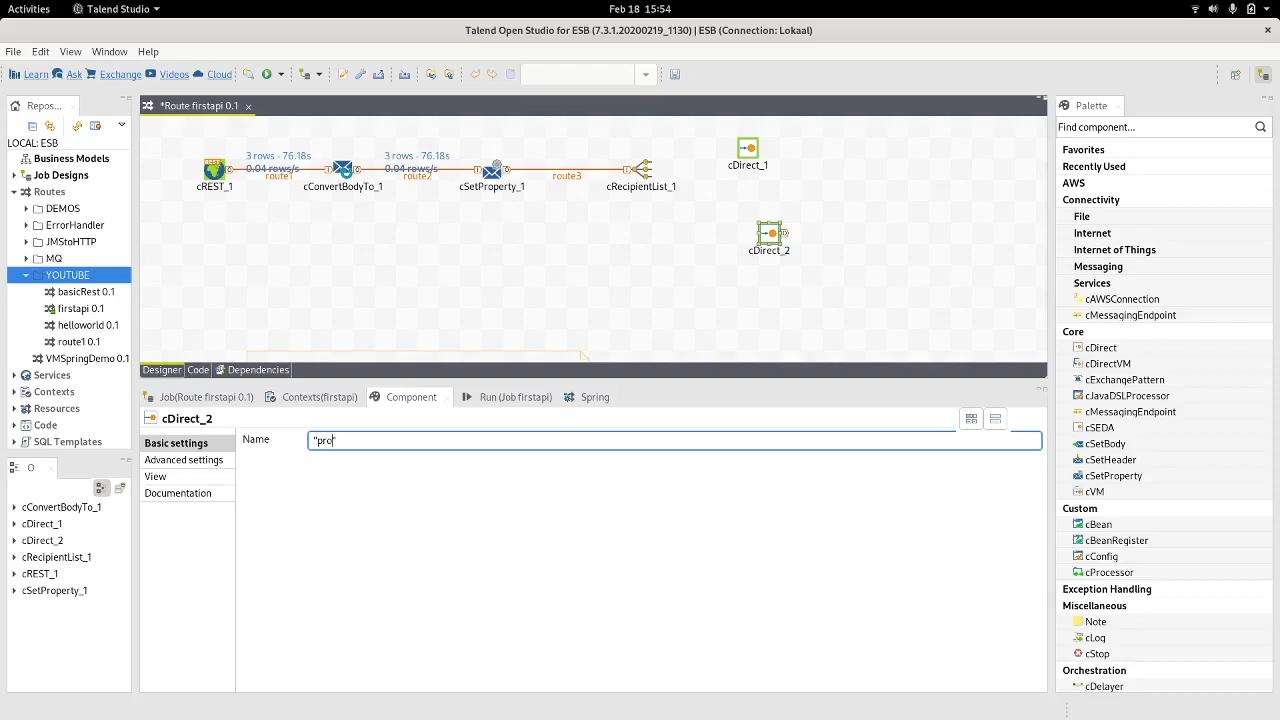 Activities
Talend Studio
Feb 18 15:54
Talend Open Studio for ESB (7.3.1.20200219_1130) | ESB (Connection: Lokaal)
File Edit View Window Help
Learn Ask Exchange Videos Cloud
Repos...
LOCAL: ESB
Business Models
Job Designs
Routes
DEMOS
ErrorHandler
JMStoHTTP
MQ
YOUTUBE
basicRest 0.1
firstapi 0.1
helloworld 0.1
route1 0.1
VMSpringDemo 0.1
Services
Contexts
Resources
Code
SQL Templates
O
cConvertBodyTo_1
cDirect_1
cDirect_2
cRecipientList_1
cREST_1
cSetProperty_1
*Route firstapi 0.1
REST
cREST_1
3 rows - 76.18s
0.04 rows/s
route1
cConvertBodyTo_1
3 rows - 76.18s
0.04 rows/s
route2
cSetProperty_1
route3
cRecipientList_1
cDirect_1
cDirect_2
Designer Code Dependencies
Job(Route firstapi 0.1) Contexts(firstapi) Component Run (Job firstapi) Spring
cDirect_2
Basic settings
Advanced settings
View
Documentation
Name "pro"
Palette
Find component...
Favorites
Recently Used
AWS
Connectivity
File
Internet
Internet of Things
Messaging
Services
cAWSConnection
cMessagingEndpoint
Core
cDirect
cDirectVM
cExchangePattern
cJavaDSLProcessor
cMessagingEndpoint
cSEDA
cSetBody
cSetHeader
cSetProperty
cVM
Custom
cBean
cBeanRegister
cConfig
cProcessor
Exception Handling
Miscellaneous
Note
cLog
cStop
Orchestration
cDelayer